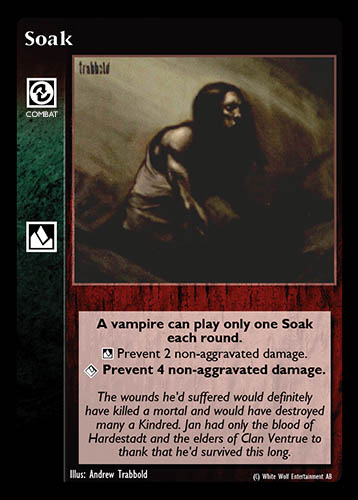 Soak
trabbold
COMBAT
A vampire can play only one Soak
each round.
Prevent 2 non-aggravated damage.
Prevent 4 non-aggravated damage.
The wounds he'd suffered would definitely
have killed a mortal and would have destroyed
many a Kindred. Jan had only the blood of
Hardestadt and the elders of Clan Ventrue to
thank that he'd survived this long.
Illus: Andrew Trabbold
(C) White Wolf Entertainment AB